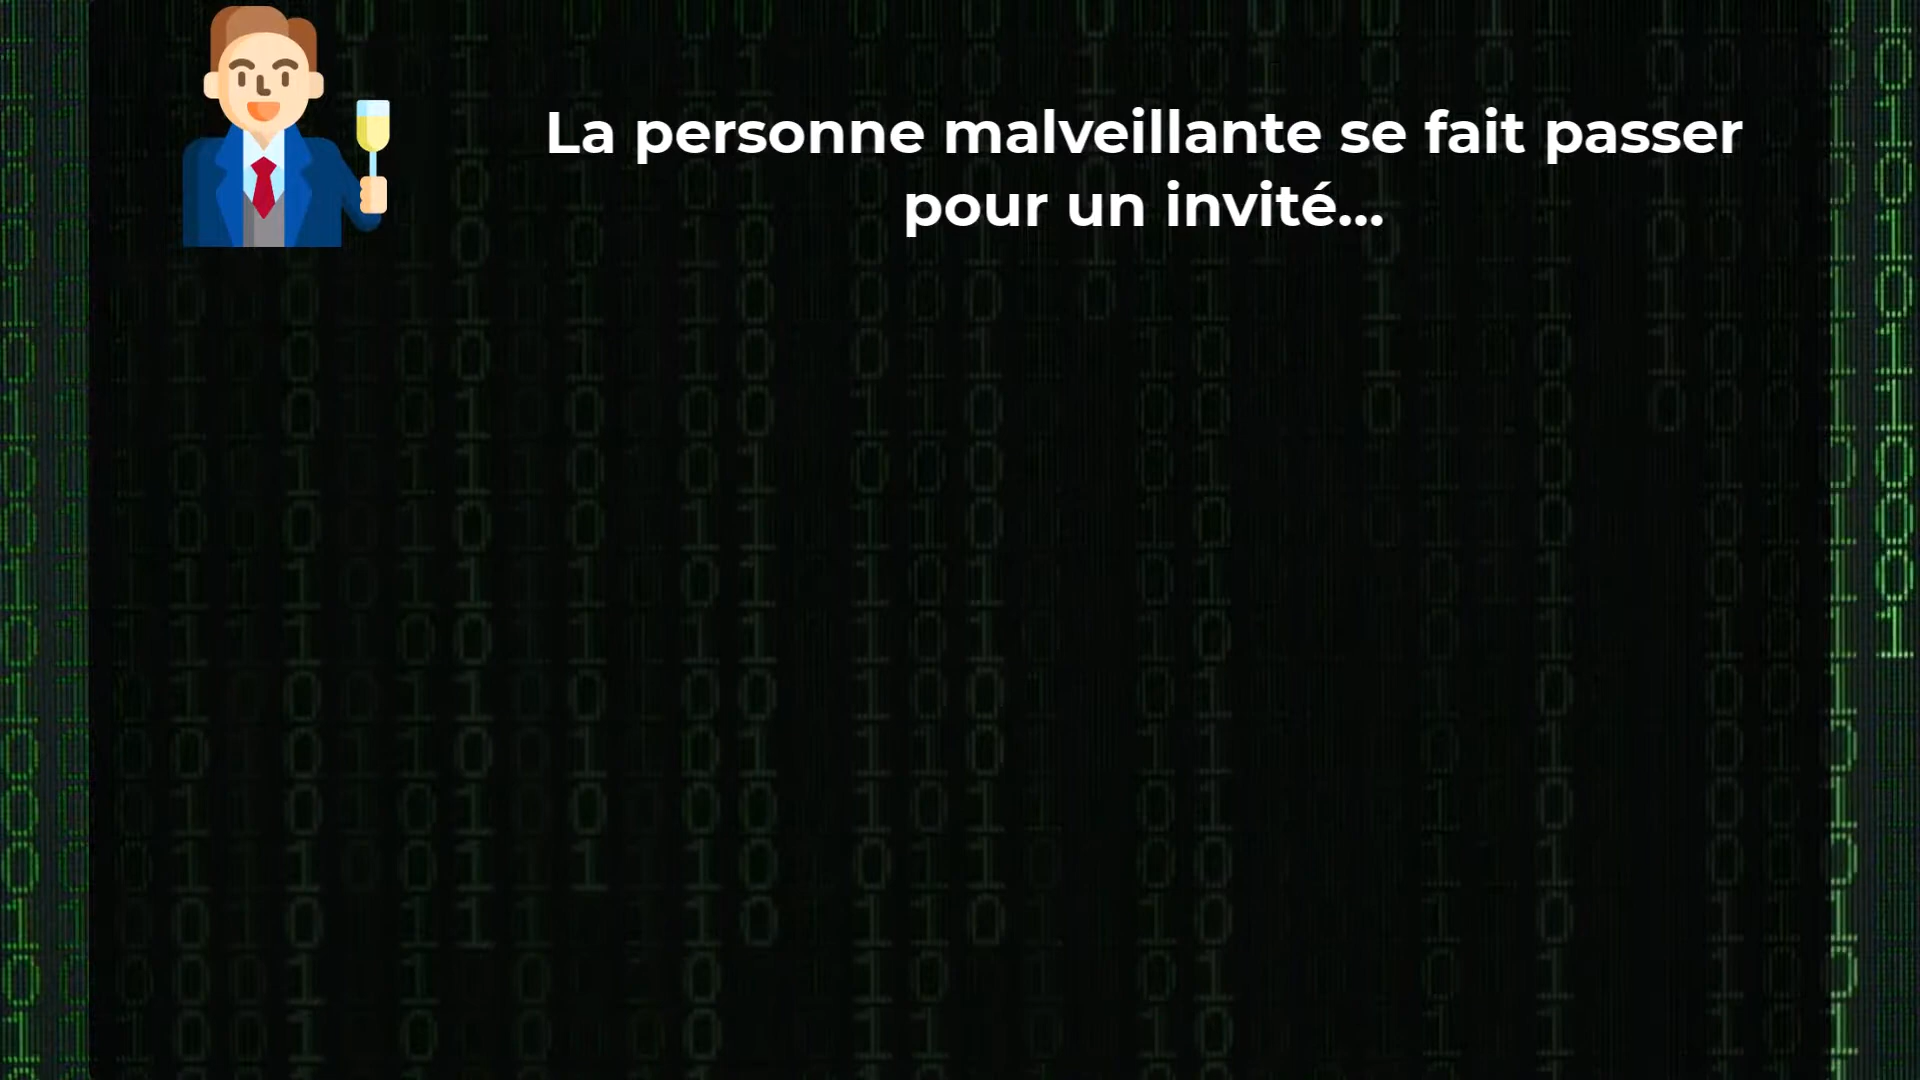 La personne malveillante se fait passer
pour un invité...